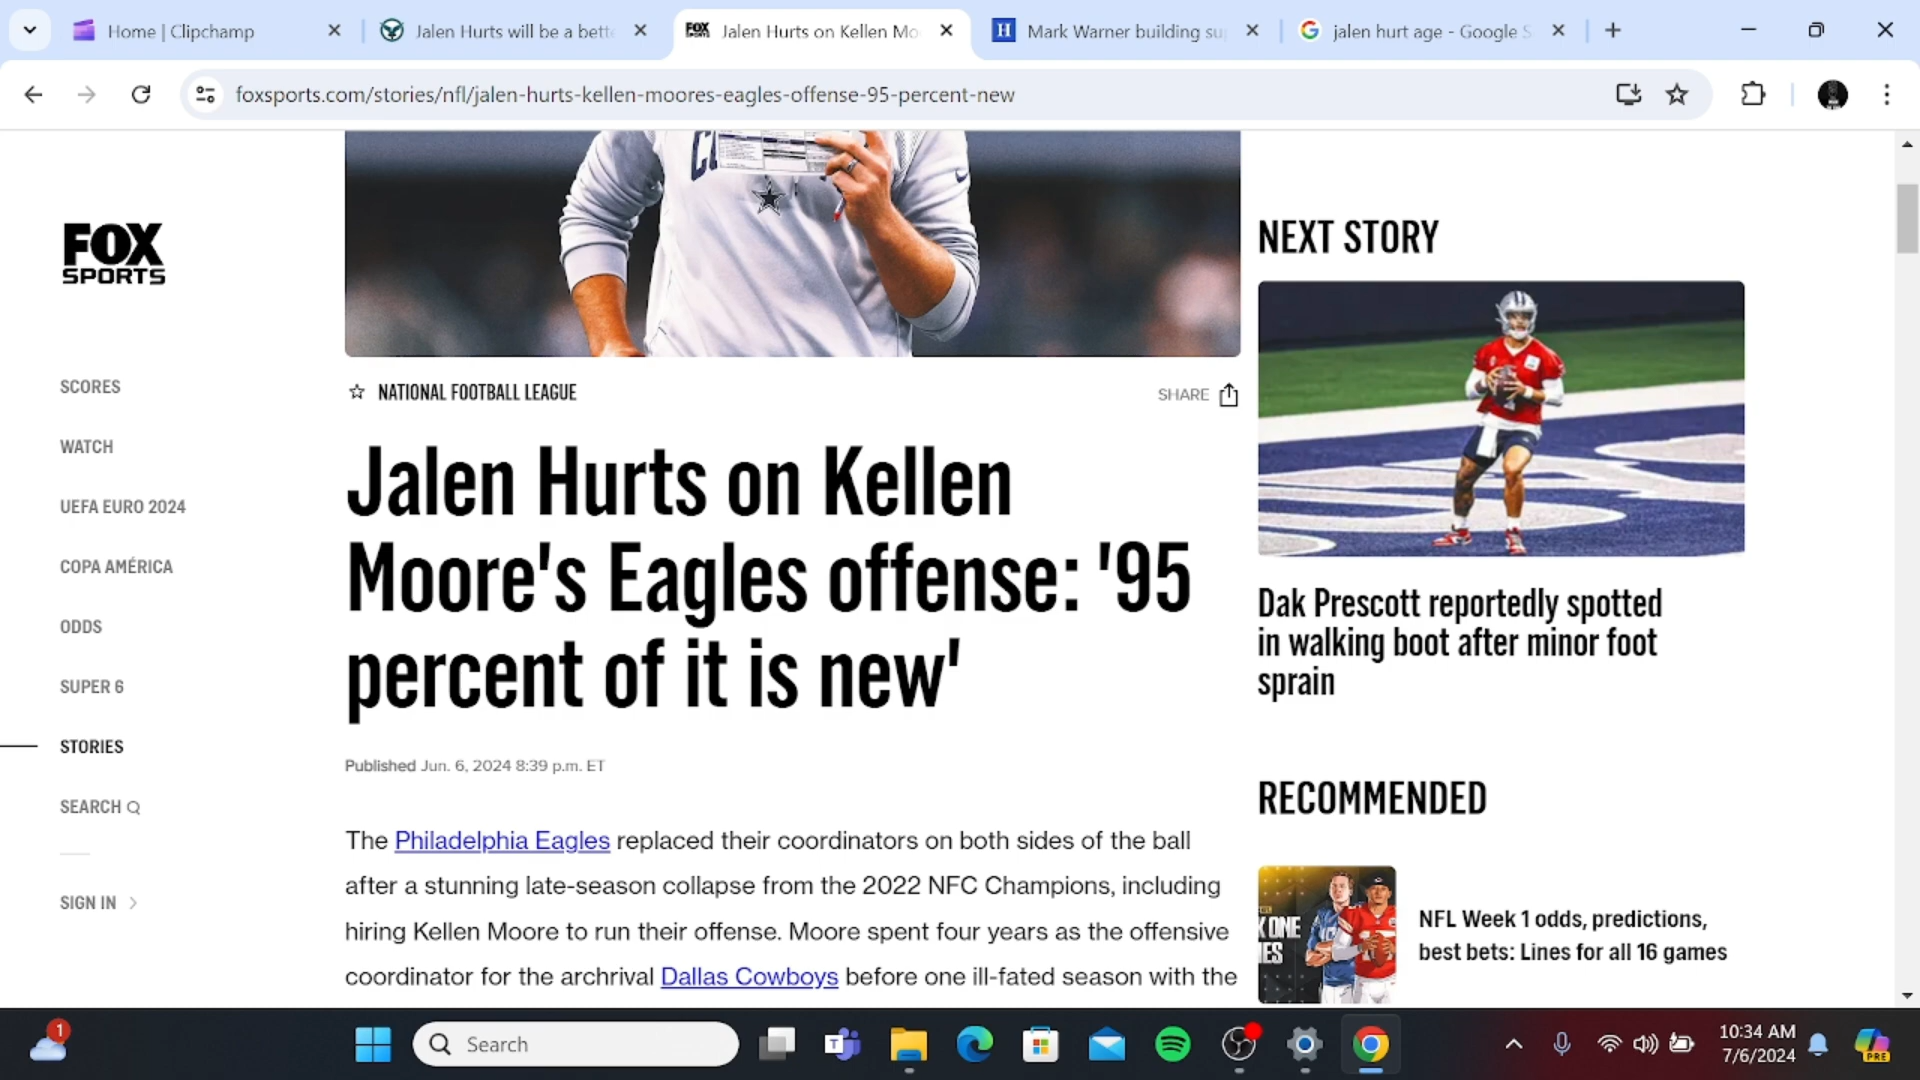 Home | Clipchamp
Jalen Hurts will be a bett
FOX
Jalen Hurts on Kellen Mo
H
Mark Warner building su
jalen hurt age - Google S
foxsports.com/stories/nfl/jalen-hurts-kellen-moores-eagles-offense-95-percent-new
FOX
SPORTS
SCORES
WATCH
UEFA EURO 2024
COPA AMÉRICA
ODDS
SUPER 6
STORIES
SEARCH
SIGN IN
NATIONAL FOOTBALL LEAGUE
SHARE
Jalen Hurts on Kellen
Moore's Eagles offense: '95
percent of it is new'
Published Jun. 6, 2024 8:39 p.m. ET
The Philadelphia Eagles replaced their coordinators on both sides of the ball
after a stunning late-season collapse from the 2022 NFC Champions, including
hiring Kellen Moore to run their offense. Moore spent four years as the offensive
coordinator for the archrival Dallas Cowboys before one ill-fated season with the
NEXT STORY
Dak Prescott reportedly spotted
in walking boot after minor foot
sprain
RECOMMENDED
K ONE
ES
NFL Week 1 odds, predictions,
best bets: Lines for all 16 games
1
Search
T
10:34 AM
7/6/2024
PRE